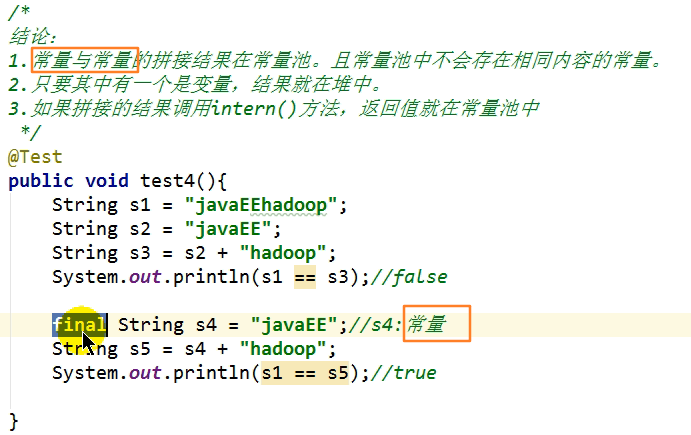 /*
结论:
1.常量与常量的拼接结果在常量池。且常量池中不会存在相同内容的常量。
2.只要其中有一个是变量，结果就在堆中。
3.如果拼接的结果调用intern()方法，返回值就在常量池中
*/
@Test
public void test4(){
String s1 = "javaEEhadoop";
String s2 = "javaEE";
String s3 = s2 + "hadoop";
System.out.println(s1 == s3);//false
final String s4 = "javaEE";//s4:常量
String s5 = s4 + "hadoop";
System.out.println(s1 == s5);//true
}